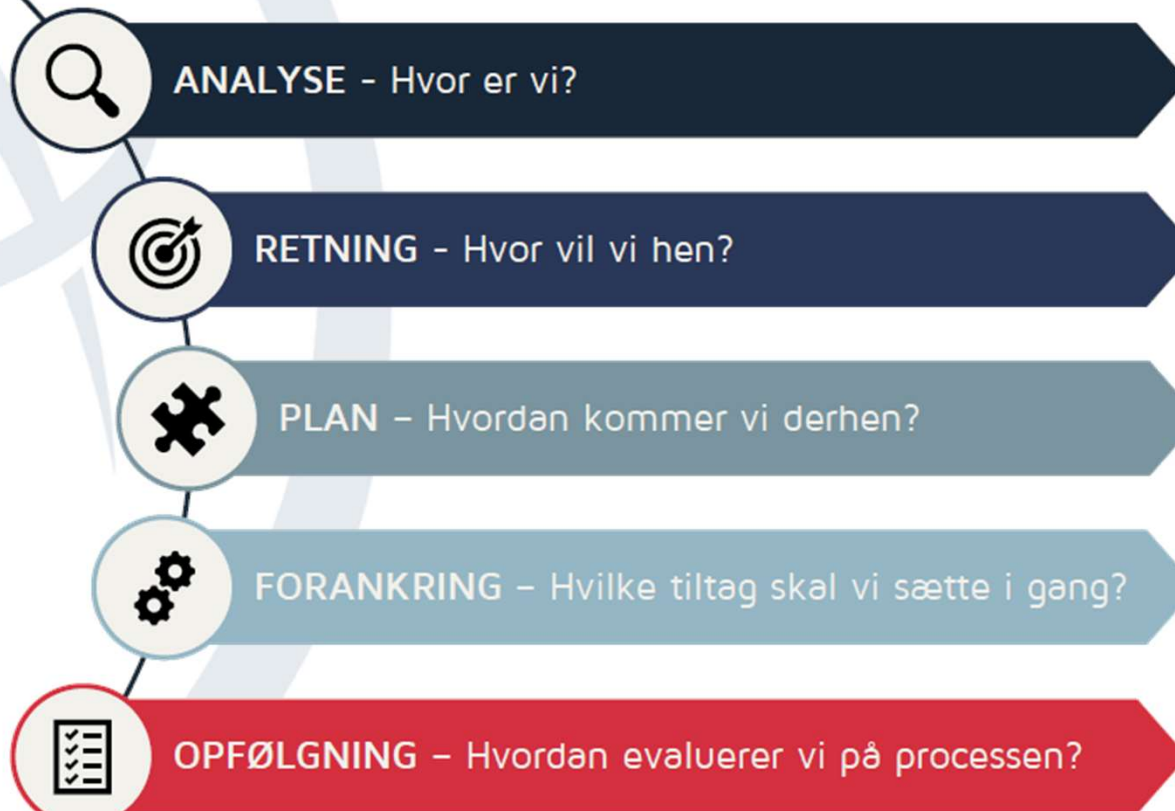 ANALYSE - Hvor er vi?
RETNING - Hvor vil vi hen?
PLAN – Hvordan kommer vi derhen?
FORANKRING – Hvilke tiltag skal vi sætte i gang?
OPFØLGNING – Hvordan evaluerer vi på processen?